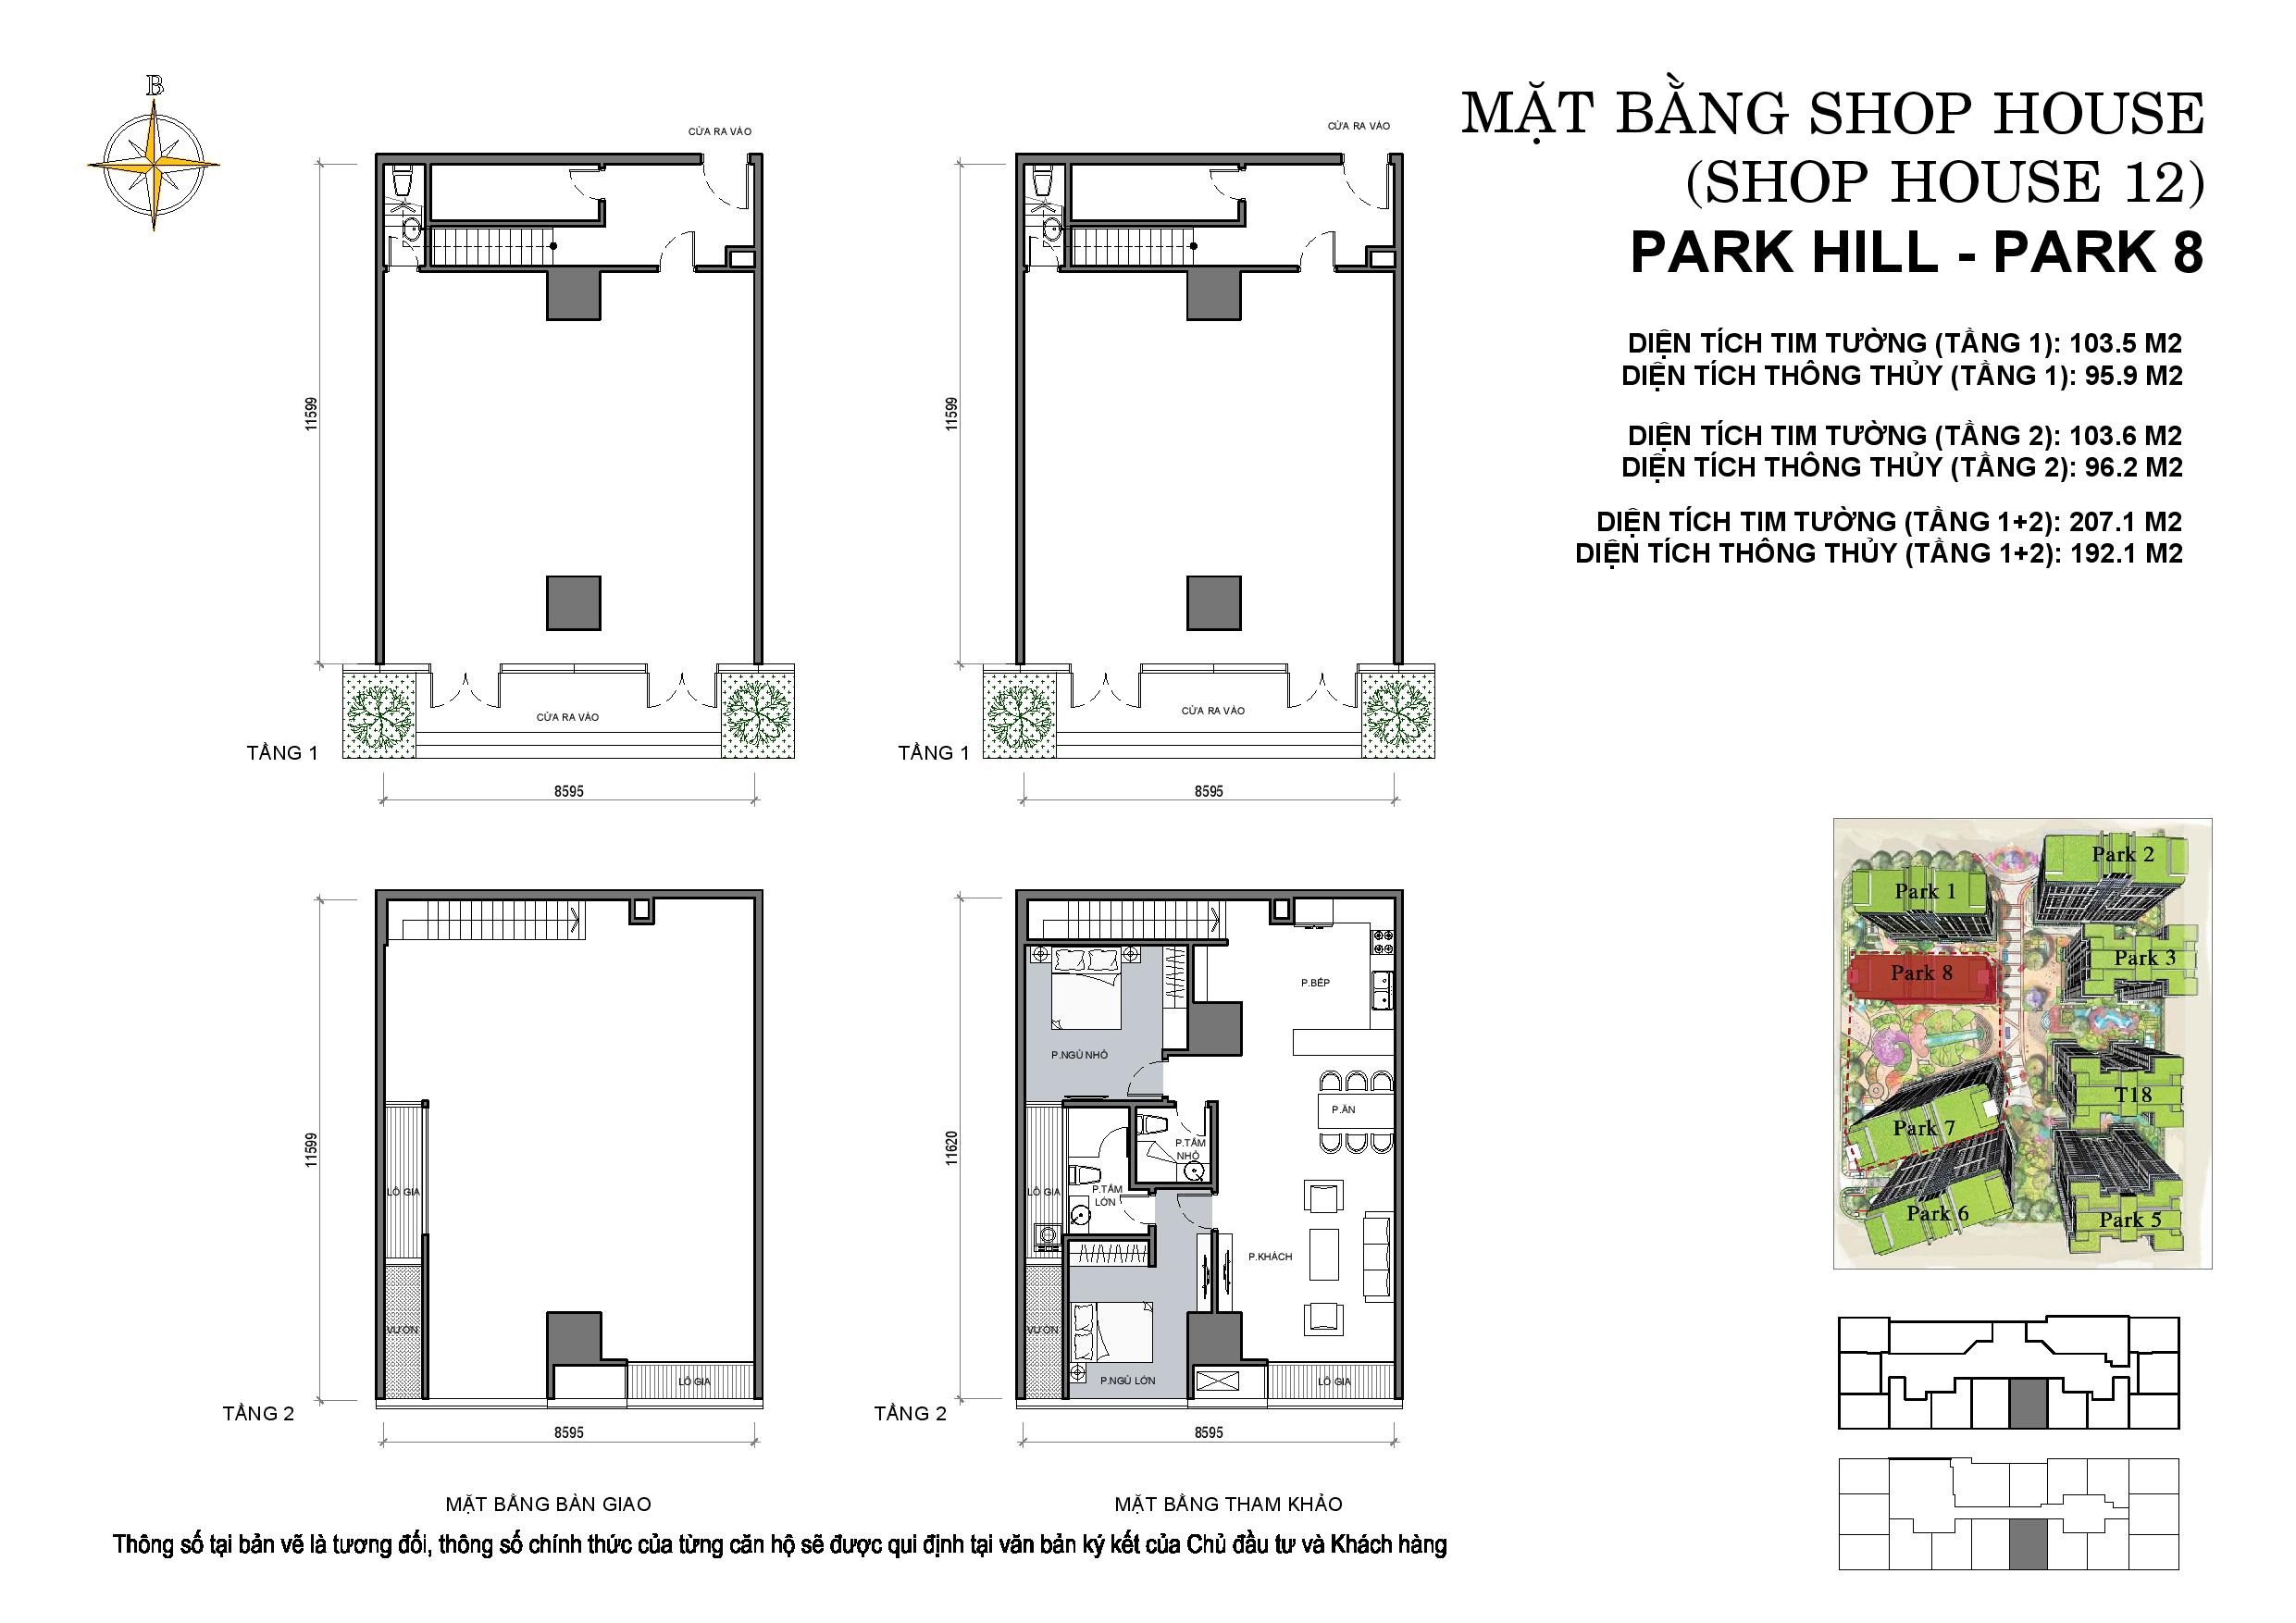 B
MẶT BẰNG SHOP HOUSE
(SHOP HOUSE 12)
PARK HILL - PARK 8
DIỆN TÍCH TIM TƯỜNG (TẦNG 1): 103.5 M2
DIỆN TÍCH THÔNG THỦY (TẦNG 1): 95.9 M2
DIỆN TÍCH TIM TƯỜNG (TẦNG 2): 103.6 M2
DIỆN TÍCH THÔNG THỦY (TẦNG 2): 96.2 M2
DIỆN TÍCH TIM TƯỜNG (TẦNG 1+2): 207.1 M2
DIỆN TÍCH THÔNG THỦY (TẦNG 1+2): 192.1 M2
CỬA RA VÀO
11599
CỬA RA VÀO
TẦNG 1
8595
CỬA RA VÀO
11599
CỬA RA VÀO
TẦNG 1
8595
11599
LÔ GIA
VƯỜN
LÔ GIA
TẦNG 2
8595
11620
P.BẾP
P.NGỦ NHỎ
P.ĂN
P.TẮM
NHỎ
LÔ GIA
P.TẮM
LỚN
P.KHÁCH
VƯỜN
P.NGỦ LỚN
LÔ GIA
TẦNG 2
8595
Park 2
Park 1
Park 3
Park 8
T18
Park 7
Park 6
Park 5
MẶT BẰNG BÀN GIAO
MẶT BẰNG THAM KHẢO
Thông số tại bản vẽ là tương đối, thông số chính thức của từng căn hộ sẽ được qui định tại văn bản ký kết của Chủ đầu tư và Khách hàng